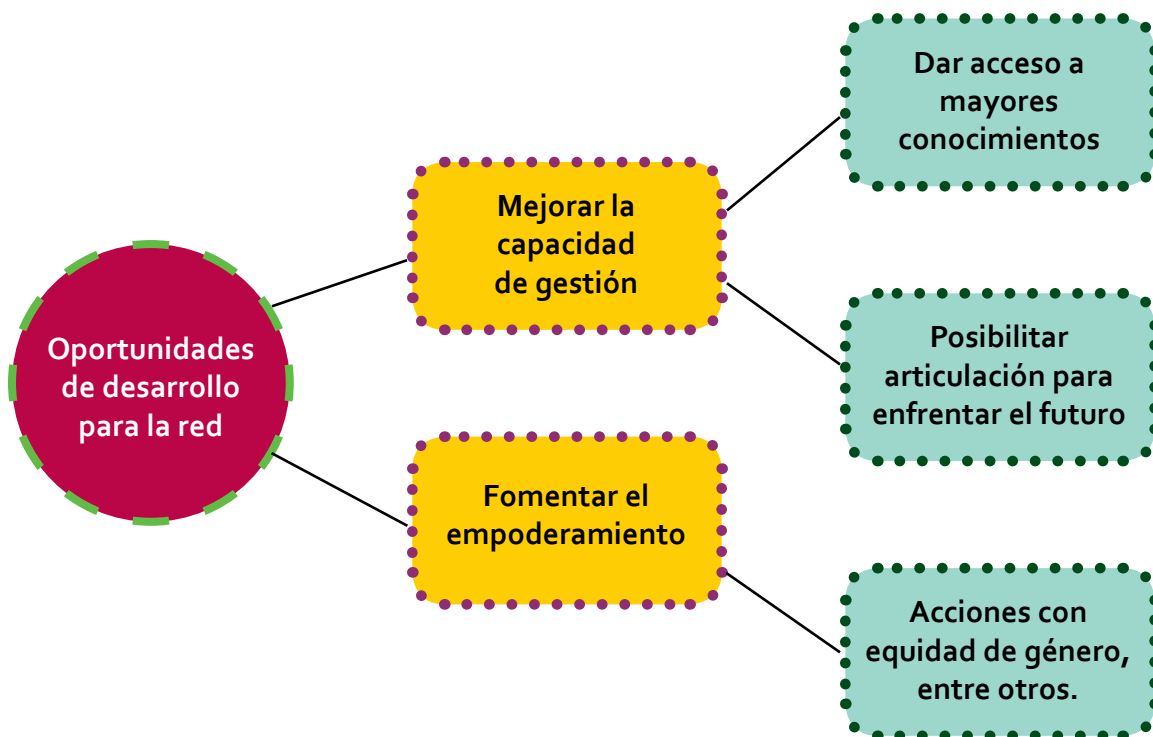 Oportunidades
de desarrollo
para la red
Mejorar la
capacidad
de gestión
Fomentar el
empoderamiento
Dar acceso a
mayores
conocimientos
Posibilitar
articulación para
enfrentar el futuro
Acciones con
equidad de género,
entre otros.